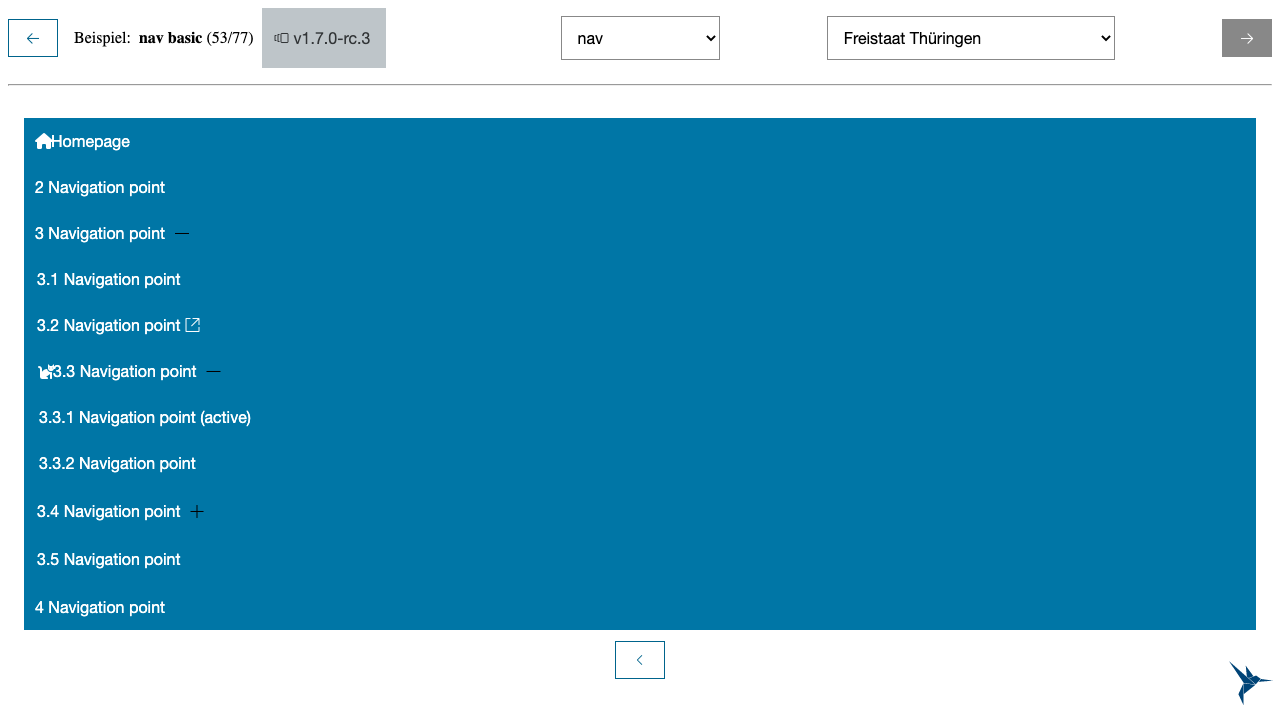 Beispiel: nav basic (53/77) v1.7.0-rc.3 nav Freistaat Thüringen
Homepage
2 Navigation point
3 Navigation point
3.1 Navigation point
3.2 Navigation point
3.3 Navigation point
3.3.1 Navigation point (active)
3.3.2 Navigation point
3.4 Navigation point
3.5 Navigation point
4 Navigation point